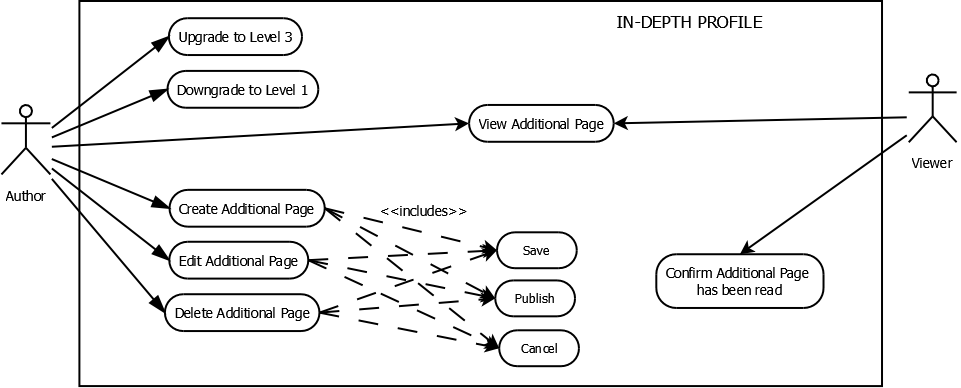 IN-DEPTH PROFILE
Upgrade to Level 3
Downgrade to Level 1
View Additional Page
Author
Viewer
Create Additional Page
<<includes>>
Edit Additional Page
Save
Confirm Additional Page
has been read
Delete Additional Page
Publish
Cancel